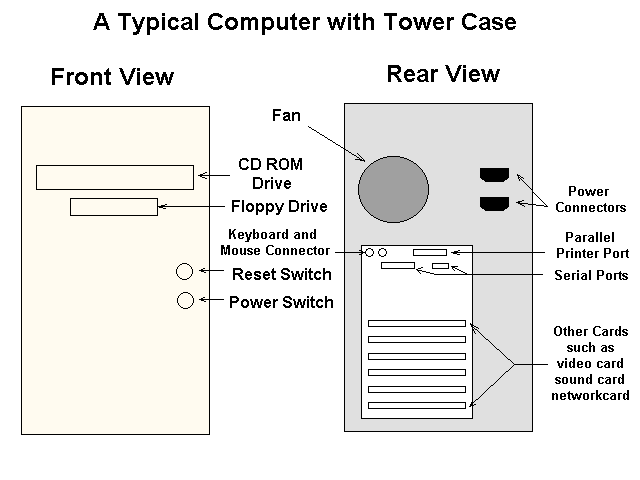 A Typical Computer with Tower Case
Front View
Rear View
Fan
CD ROM
Drive
Floppy Drive
Power
Connectors
Keyboard and
Mouse Connector
Parallel
Printer Port
Reset Switch
Serial Ports
Power Switch
Other Cards
such as
video card
sound card
networkcard